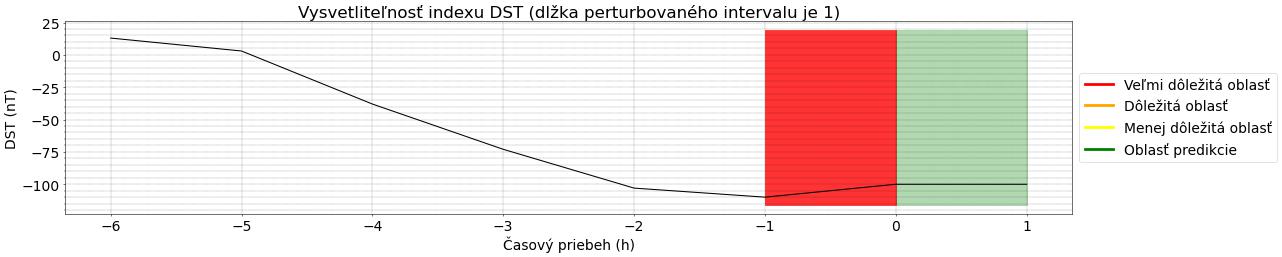 Vysvetliteľnosť indexu DST (dlžka perturbovaného intervalu je 1)
DST (nT)
25
0
−25
−50
−75
−100
−6 −5 −4 −3 −2 −1 0 1
Časový priebeh (h)
Veľmi dôležitá oblasť
Dôležitá oblasť
Menej dôležitá oblasť
Oblasť predikcie